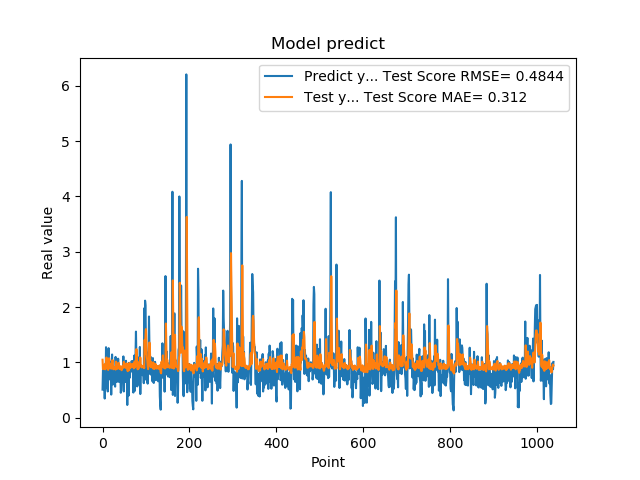 Model predict
Predict y... Test Score RMSE= 0.4844
Test y... Test Score MAE= 0.312
Real value
6
5
4
3
2
1
0
0 200 400 600 800 1000
Point